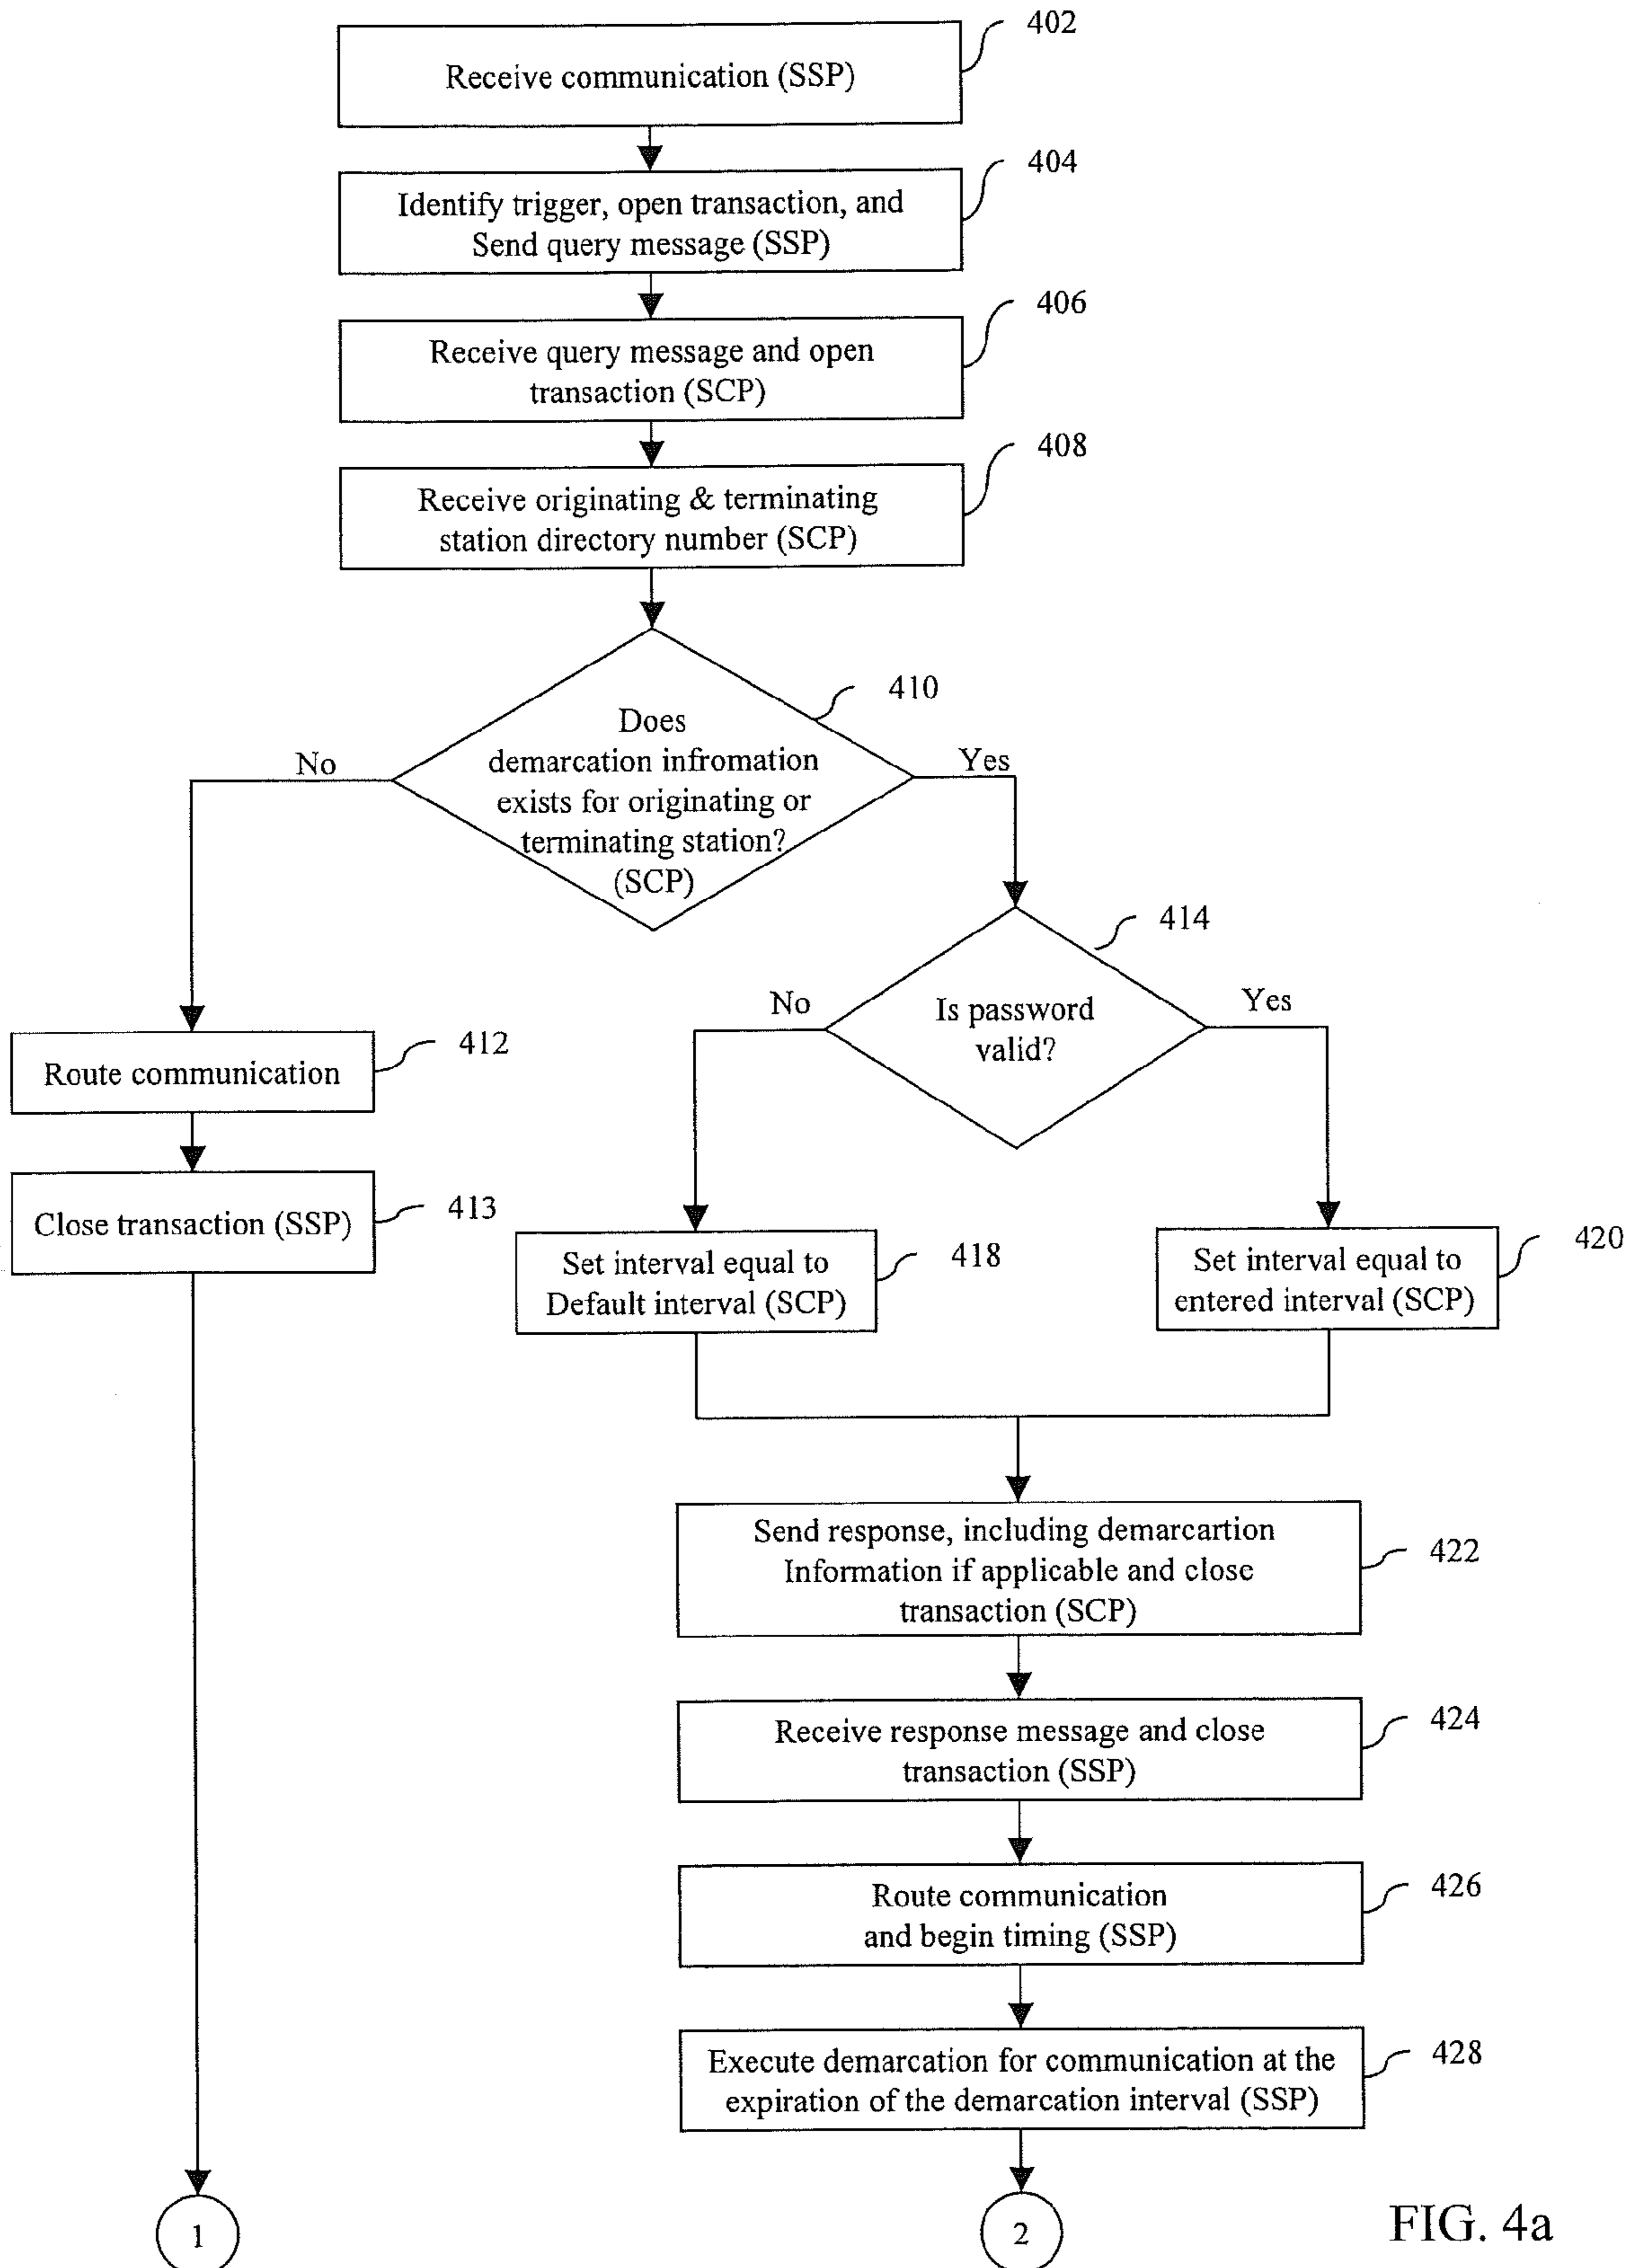 402
Receive communication (SSP)
404
Identify trigger, open transaction, and
Send query message (SSP)
406
Receive query message and open
transaction (SCP)
408
Receive originating & terminating
station directory number (SCP)
410
Does
demarcation infromation
exists for originating or
terminating station?
(SCP)
No
Yes
414
Is password
valid?
No
Yes
412
Route communication
413
Close transaction (SSP)
418
Set interval equal to
Default interval (SCP)
420
Set interval equal to
entered interval (SCP)
422
Send response, including demarcartion
Information if applicable and close
transaction (SCP)
424
Receive response message and close
transaction (SSP)
426
Route communication
and begin timing (SSP)
428
Execute demarcation for communication at the
expiration of the demarcation interval (SSP)
1
2
FIG. 4a